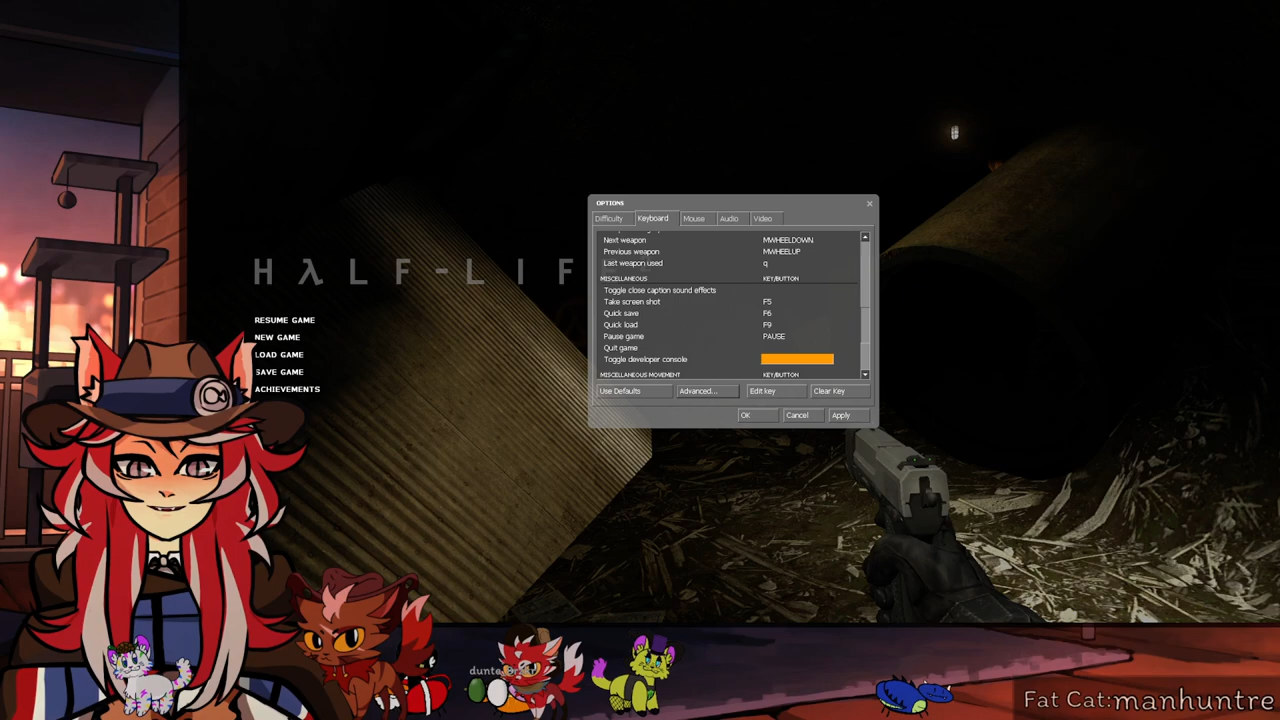 HλLF-LIF
RESUME GAME
NEW GAME
LOAD GAME
SAVE GAME
ACHIEVEMENTS
OPTIONS
Difficulty Keyboard Mouse Audio Video
Next weapon MWHEELDOWN
Previous weapon MWHEELUP
Last weapon used q
MISCELLANEOUS KEY/BUTTON
Toggle close caption sound effects
Take screen shot F5
Quick save F6
Quick load F9
Pause game PAUSE
Quit game
Toggle developer console
MISCELLANEOUS MOVEMENT KEY/BUTTON
Use Defaults Advanced... Edit key Clear Key
OK Cancel Apply
Fat Cat:manhuntre